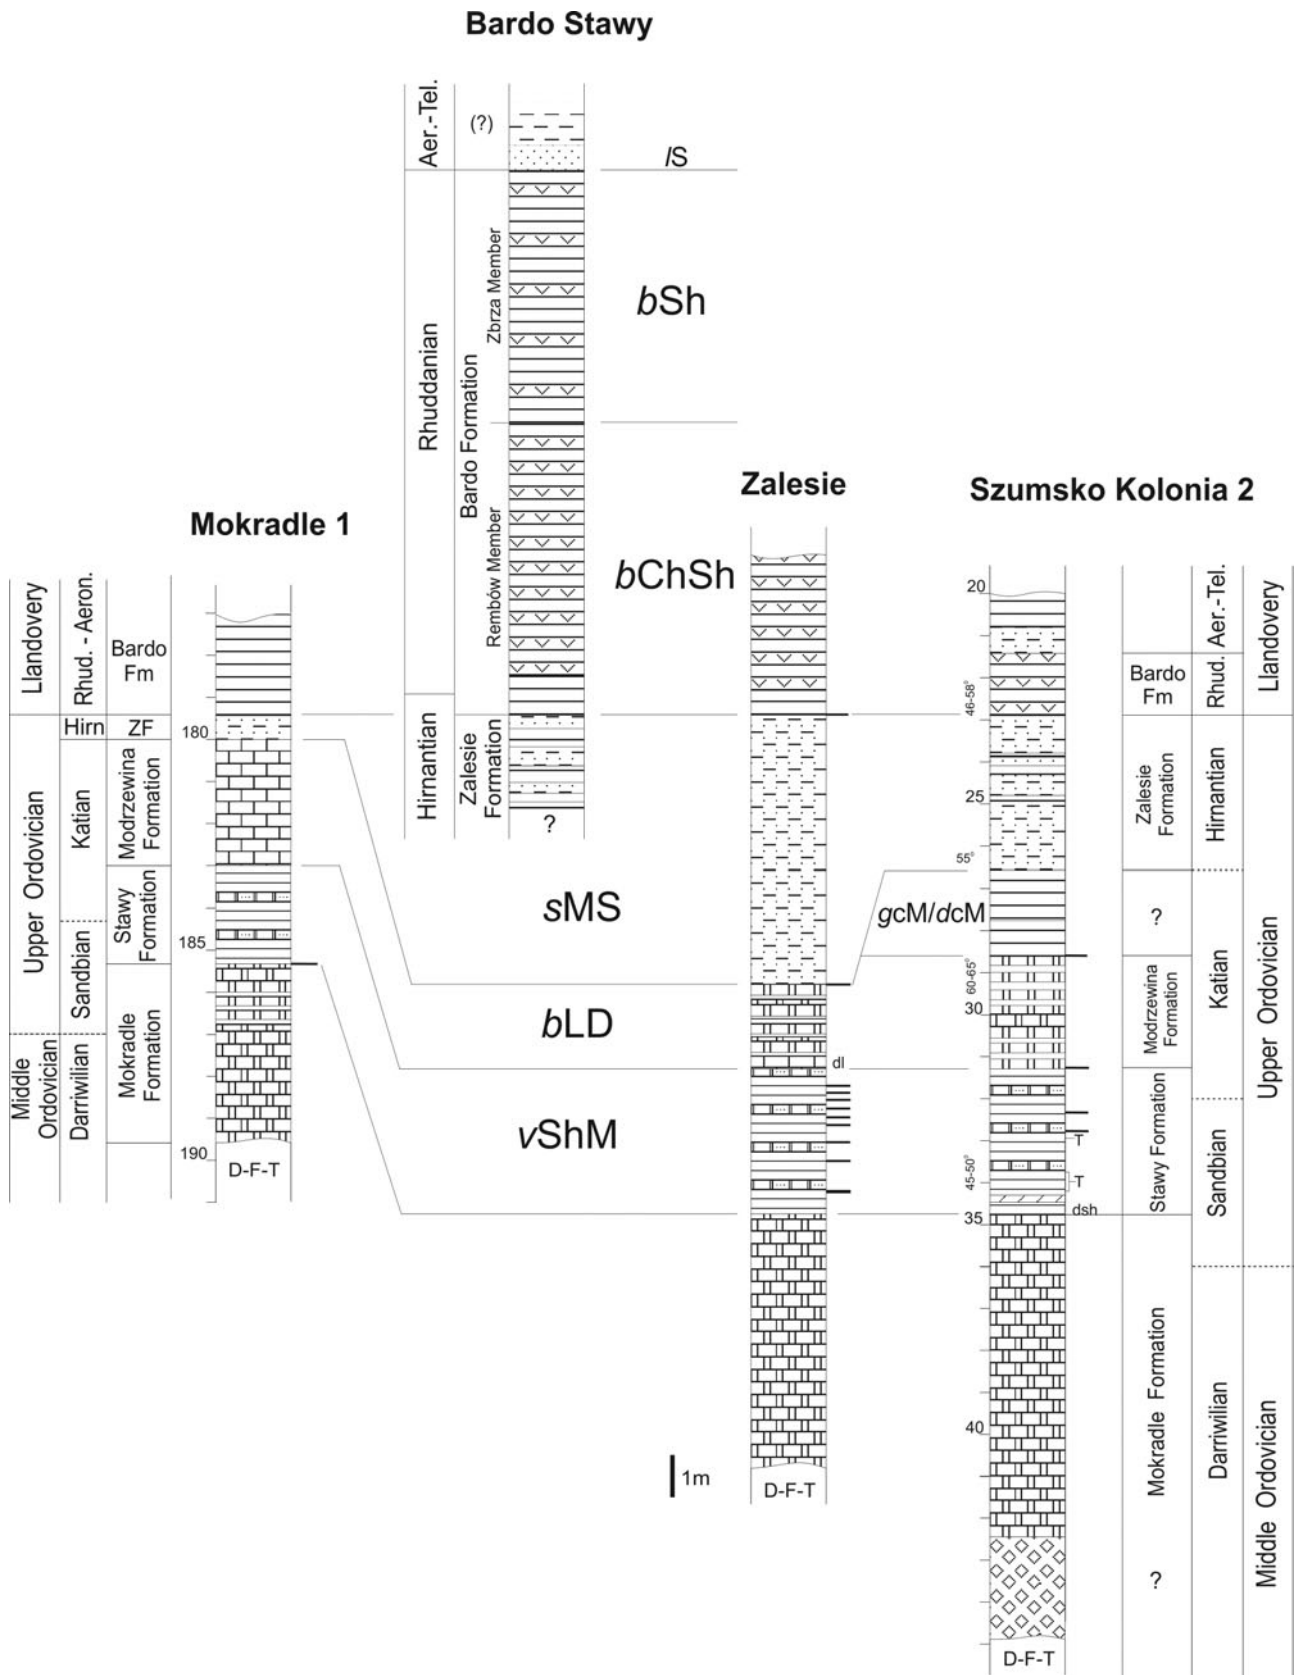 Bardo Stawy
Aer.-Tel.
(?)
lS
Rhuddanian
Bardo Formation
Zbrza Member
bSh
Rembów Member
bChSh
Hirnantian
Zalesie
Formation
?
Mokradle 1
Llandovery
Rhud. - Aeron.
Bardo
Fm
Hirn
ZF
180
Upper Ordovician
Katian
Modrzewina
Formation
Stawy
Formation
185
Sandbian
Mokradle
Formation
Middle
Ordovician
Darriwilian
190
D-F-T
sMS
bLD
vShM
gcM/dcM
1m
Zalesie
dl
D-F-T
Szumsko Kolonia 2
20
46-58°
25
55°
60-65°
30
T
45-50°
T
dsh
35
40
D-F-T
Bardo
Fm
Zalesie
Formation
?
Modrzewina
Formation
Stawy Formation
Mokradle Formation
?
Aer.-Tel.
Rhud.
Hirnantian
Katian
Sandbian
Darriwilian
Llandovery
Upper Ordovician
Middle Ordovician